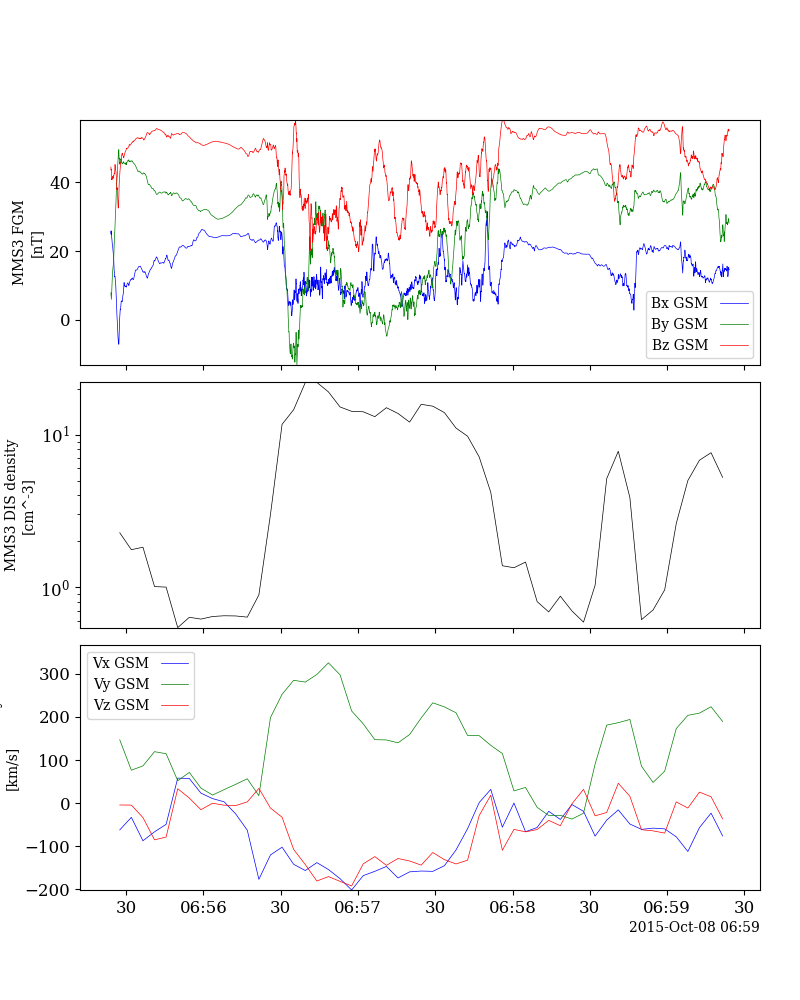 MMS3 FGM
[nT]
40
20
0
Bx GSM
By GSM
Bz GSM
MMS3 DIS density
[cm^-3]
10^1
10^0
[km/s]
Vx GSM
Vy GSM
Vz GSM
300
200
100
0
−100
−200
30 06:56 30 06:57 30 06:58 30 06:59 30
2015-Oct-08 06:59